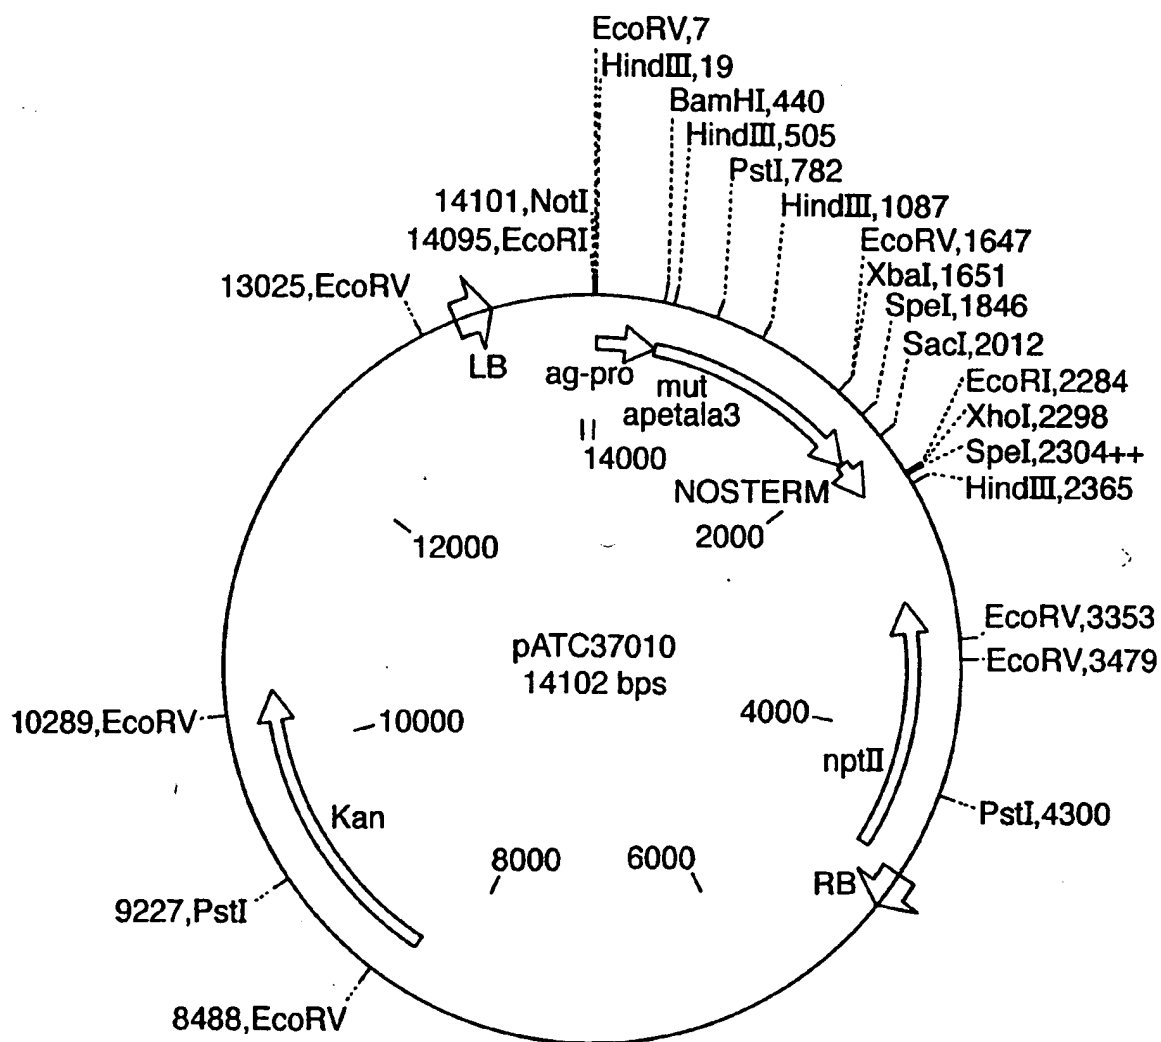 EcoRV,7
HindIII,19
BamHI,440
HindIII,505
PstI,782
14101,NotI
HindIII,1087
14095,EcoRI
EcoRV,1647
13025,EcoRV
XbaI,1651
SpeI,1846
SacI,2012
LB
ag-pro
EcoRI,2284
mut
apetala3
XhoI,2298
14000
SpeI,2304++
NOSTERM
HindIII,2365
12000
2000
EcoRV,3353
pATC37010
EcoRV,3479
14102 bps
10289,EcoRV
10000
4000
nptII
Kan
PstI,4300
8000
6000
RB
9227,PstI
8488,EcoRV